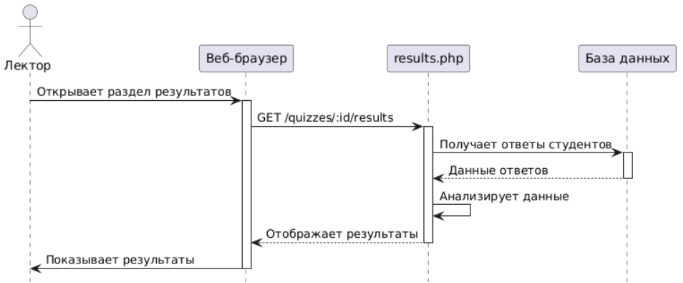 Лектор
Веб-браузер
results.php
База данных
Открывает раздел результатов
GET /quizzes/:id/results
Получает ответы студентов
Данные ответов
Анализирует данные
Отображает результаты
Показывает результаты